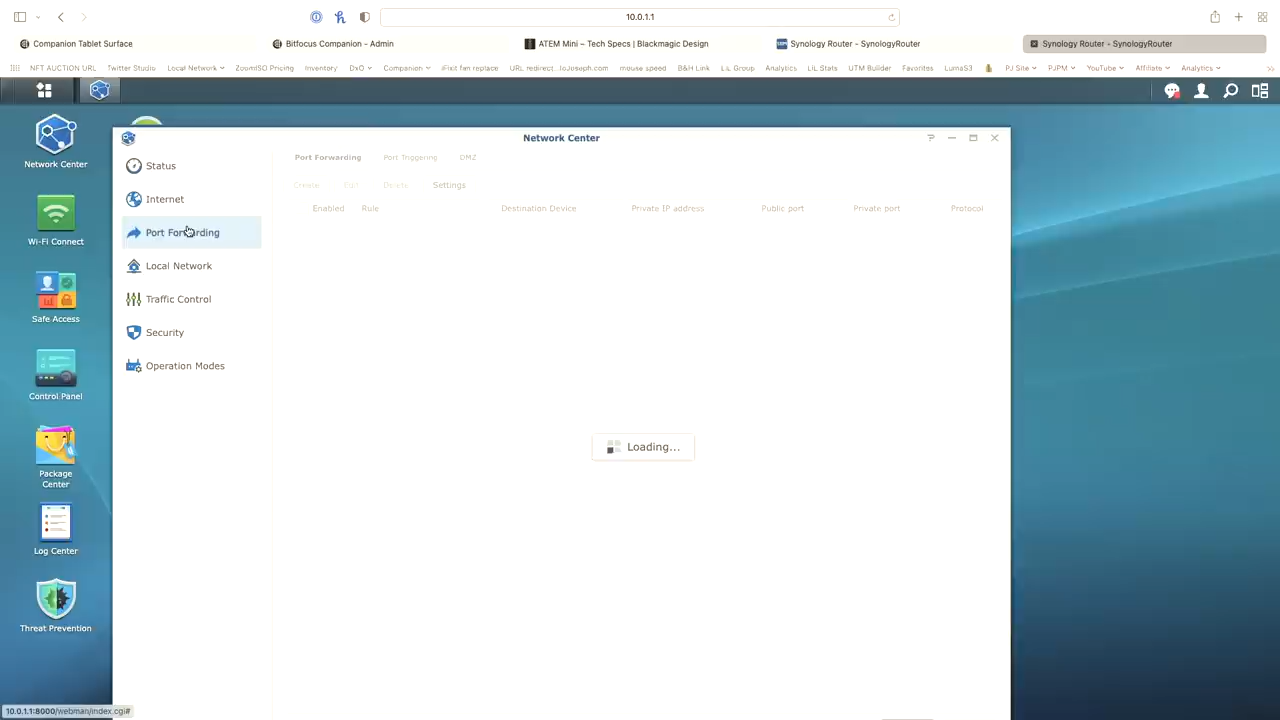 10.0.1.1
Companion Tablet Surface
Bitfocus Companion - Admin
ATEM Mini ~ Tech Specs | Blackmagic Design
Synology Router - SynologyRouter
Synology Router - SynologyRouter
NFT AUCTION URL Twitter Studio Local Network ZoomISO Pricing Inventory DxO Companion iFixit fan replace URL redirect...loJoseph.com mouse speed B&H Link LiL Group Analytics LiL Stats UTM Builder Favorites LumaS3 PJ Site PJPM YouTube Affiliate Analytics
Network Center
Wi-Fi Connect
Safe Access
Control Panel
Package
Center
Log Center
Threat Prevention
Network Center
Status
Internet
Port Forwarding
Local Network
Traffic Control
Security
Operation Modes
Port Forwarding Port Triggering DMZ
Create Edit Delete Settings
Enabled Rule Destination Device Private IP address Public port Private port Protocol
Loading...
10.0.1.1:8000/webman/index.cgi#